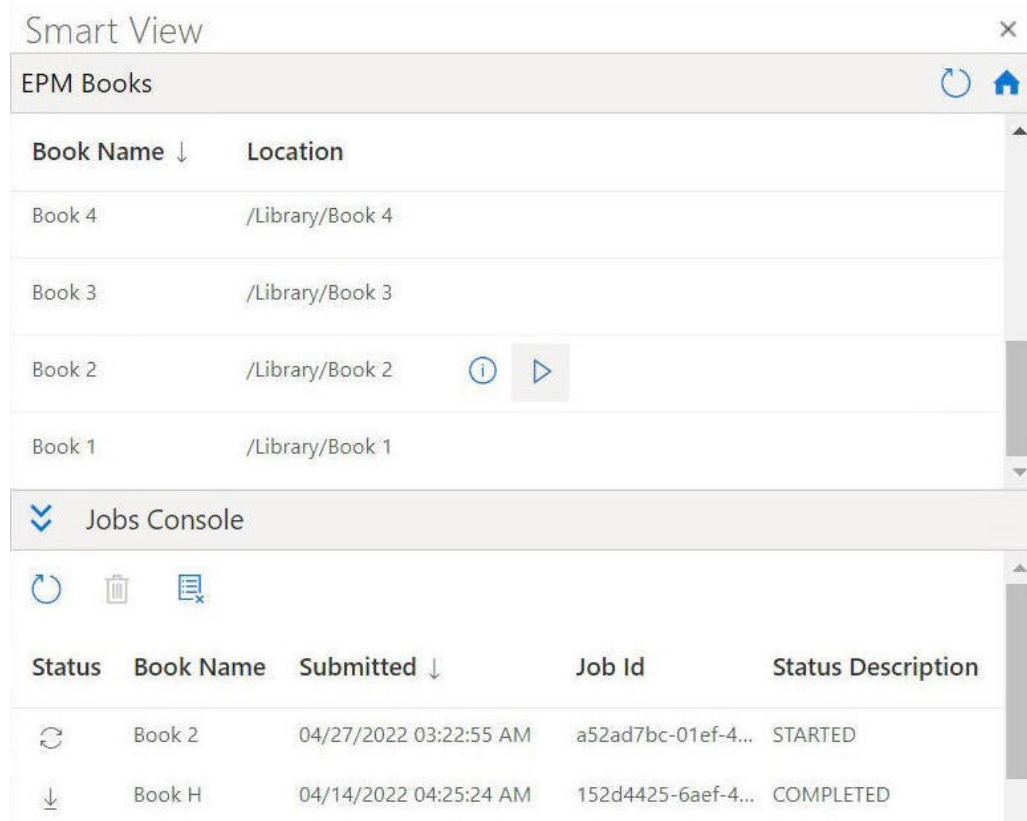 Smart View
EPM Books
Book Name ↓ Location
Book 4 /Library/Book 4
Book 3 /Library/Book 3
Book 2 /Library/Book 2
Book 1 /Library/Book 1
Jobs Console
Status Book Name Submitted ↓ Job Id Status Description
Book 2 04/27/2022 03:22:55 AM a52ad7bc-01ef-4... STARTED
Book H 04/14/2022 04:25:24 AM 152d4425-6aef-4... COMPLETED